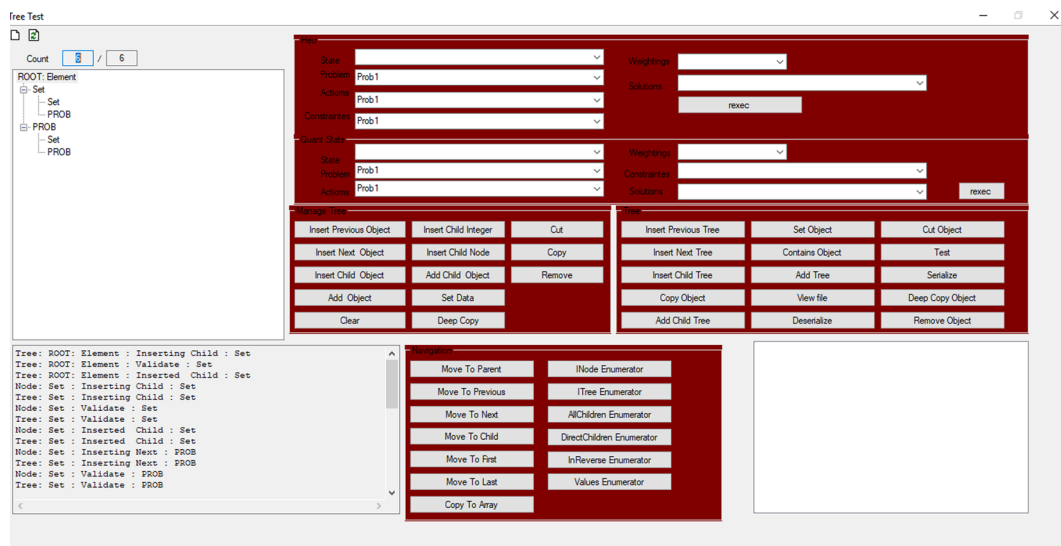 Tree Test
Count 6 / 6
ROOT: Element
Set
Set
PROB
PROB
Set
PROB
State
Problem Prob1
Actions Prob1
Constraintes Prob1
Weightings
Solutions
rexec
Quant State
State
Problem Prob1
Actions Prob1
Weightings
Constraintes
Solutions
rexec
Manage Tree
Insert Previous Object Insert Child Integer Cut
Insert Next Object Insert Child Node Copy
Insert Child Object Add Child Object Remove
Add Object Set Data
Clear Deep Copy
Tree
Insert Previous Tree Set Object Cut Object
Insert Next Tree Contains Object Test
Insert Child Tree Add Tree Serialize
Copy Object View file Deep Copy Object
Add Child Tree Deserialize Remove Object
Tree: ROOT: Element : Inserting Child : Set
Tree: ROOT: Element : Validate : Set
Tree: ROOT: Element : Inserted Child : Set
Node: Set : Inserting Child : Set
Tree: Set : Inserting Child : Set
Node: Set : Validate : Set
Tree: Set : Validate : Set
Node: Set : Inserted Child : Set
Tree: Set : Inserted Child : Set
Node: Set : Inserting Next : PROB
Tree: Set : Inserting Next : PROB
Node: Set : Validate : PROB
Tree: Set : Validate : PROB
Navigation
Move To Parent INode Enumerator
Move To Previous ITree Enumerator
Move To Next AllChildren Enumerator
Move To Child DirectChildren Enumerator
Move To First InReverse Enumerator
Move To Last Values Enumerator
Copy To Array